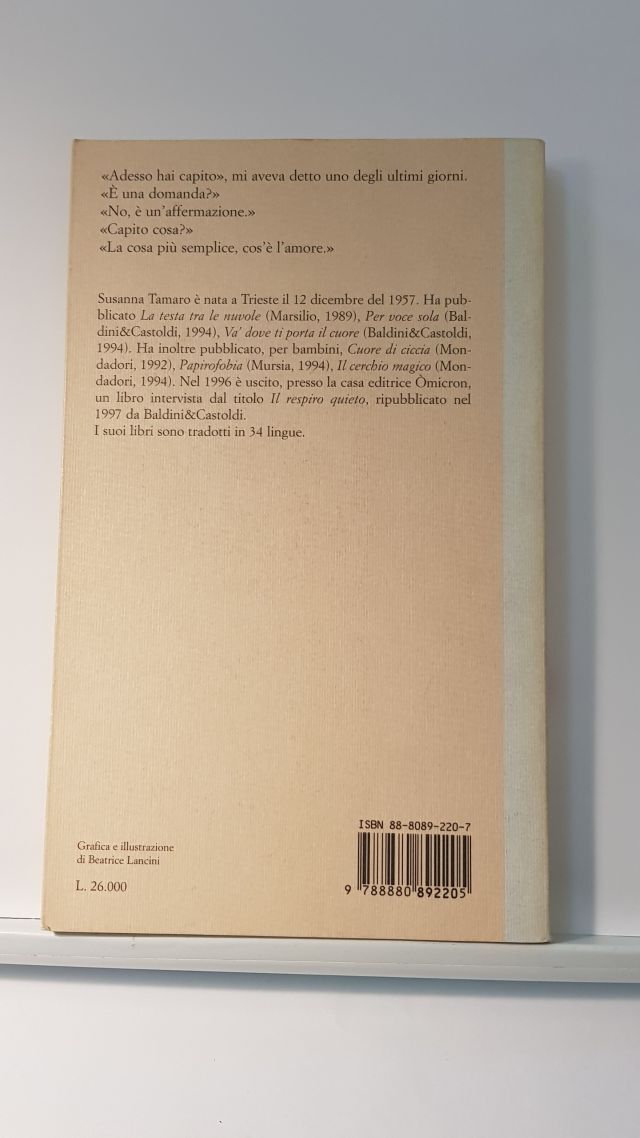 «Adesso hai capito», mi aveva detto uno degli ultimi giorni.
«È una domanda?»
«No, è un'affermazione.»
«Capito cosa?»
«La cosa più semplice, cos'è l'amore.»
Susanna Tamaro è nata a Trieste il 12 dicembre del 1957. Ha pub-
blicato La testa tra le nuvole (Marsilio, 1989), Per voce sola (Bal-
dini&Castoldi, 1994), Va' dove ti porta il cuore (Baldini&Castoldi,
1994). Ha inoltre pubblicato, per bambini, Cuore di ciccia (Mon-
dadori, 1992), Papirofobia (Mursia, 1994), Il cerchio magico (Mon-
dadori, 1994). Nel 1996 è uscito, presso la casa editrice Òmicron,
un libro intervista dal titolo Il respiro quieto, ripubblicato nel
1997 da Baldini&Castoldi.
I suoi libri sono tradotti in 34 lingue.
Grafica e illustrazione
di Beatrice Lancini
L. 26.000
ISBN 88-8089-220-7
9 788880 892205